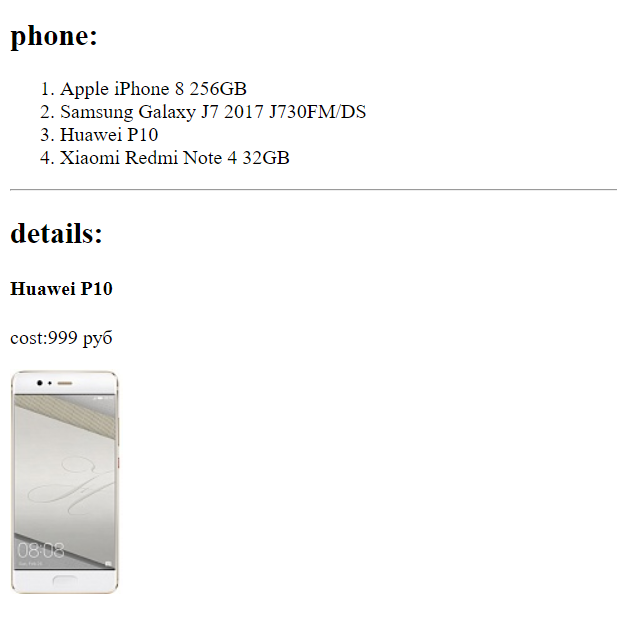 phone:
1. Apple iPhone 8 256GB
2. Samsung Galaxy J7 2017 J730FM/DS
3. Huawei P10
4. Xiaomi Redmi Note 4 32GB
details:
Huawei P10
cost:999 руб
08:08